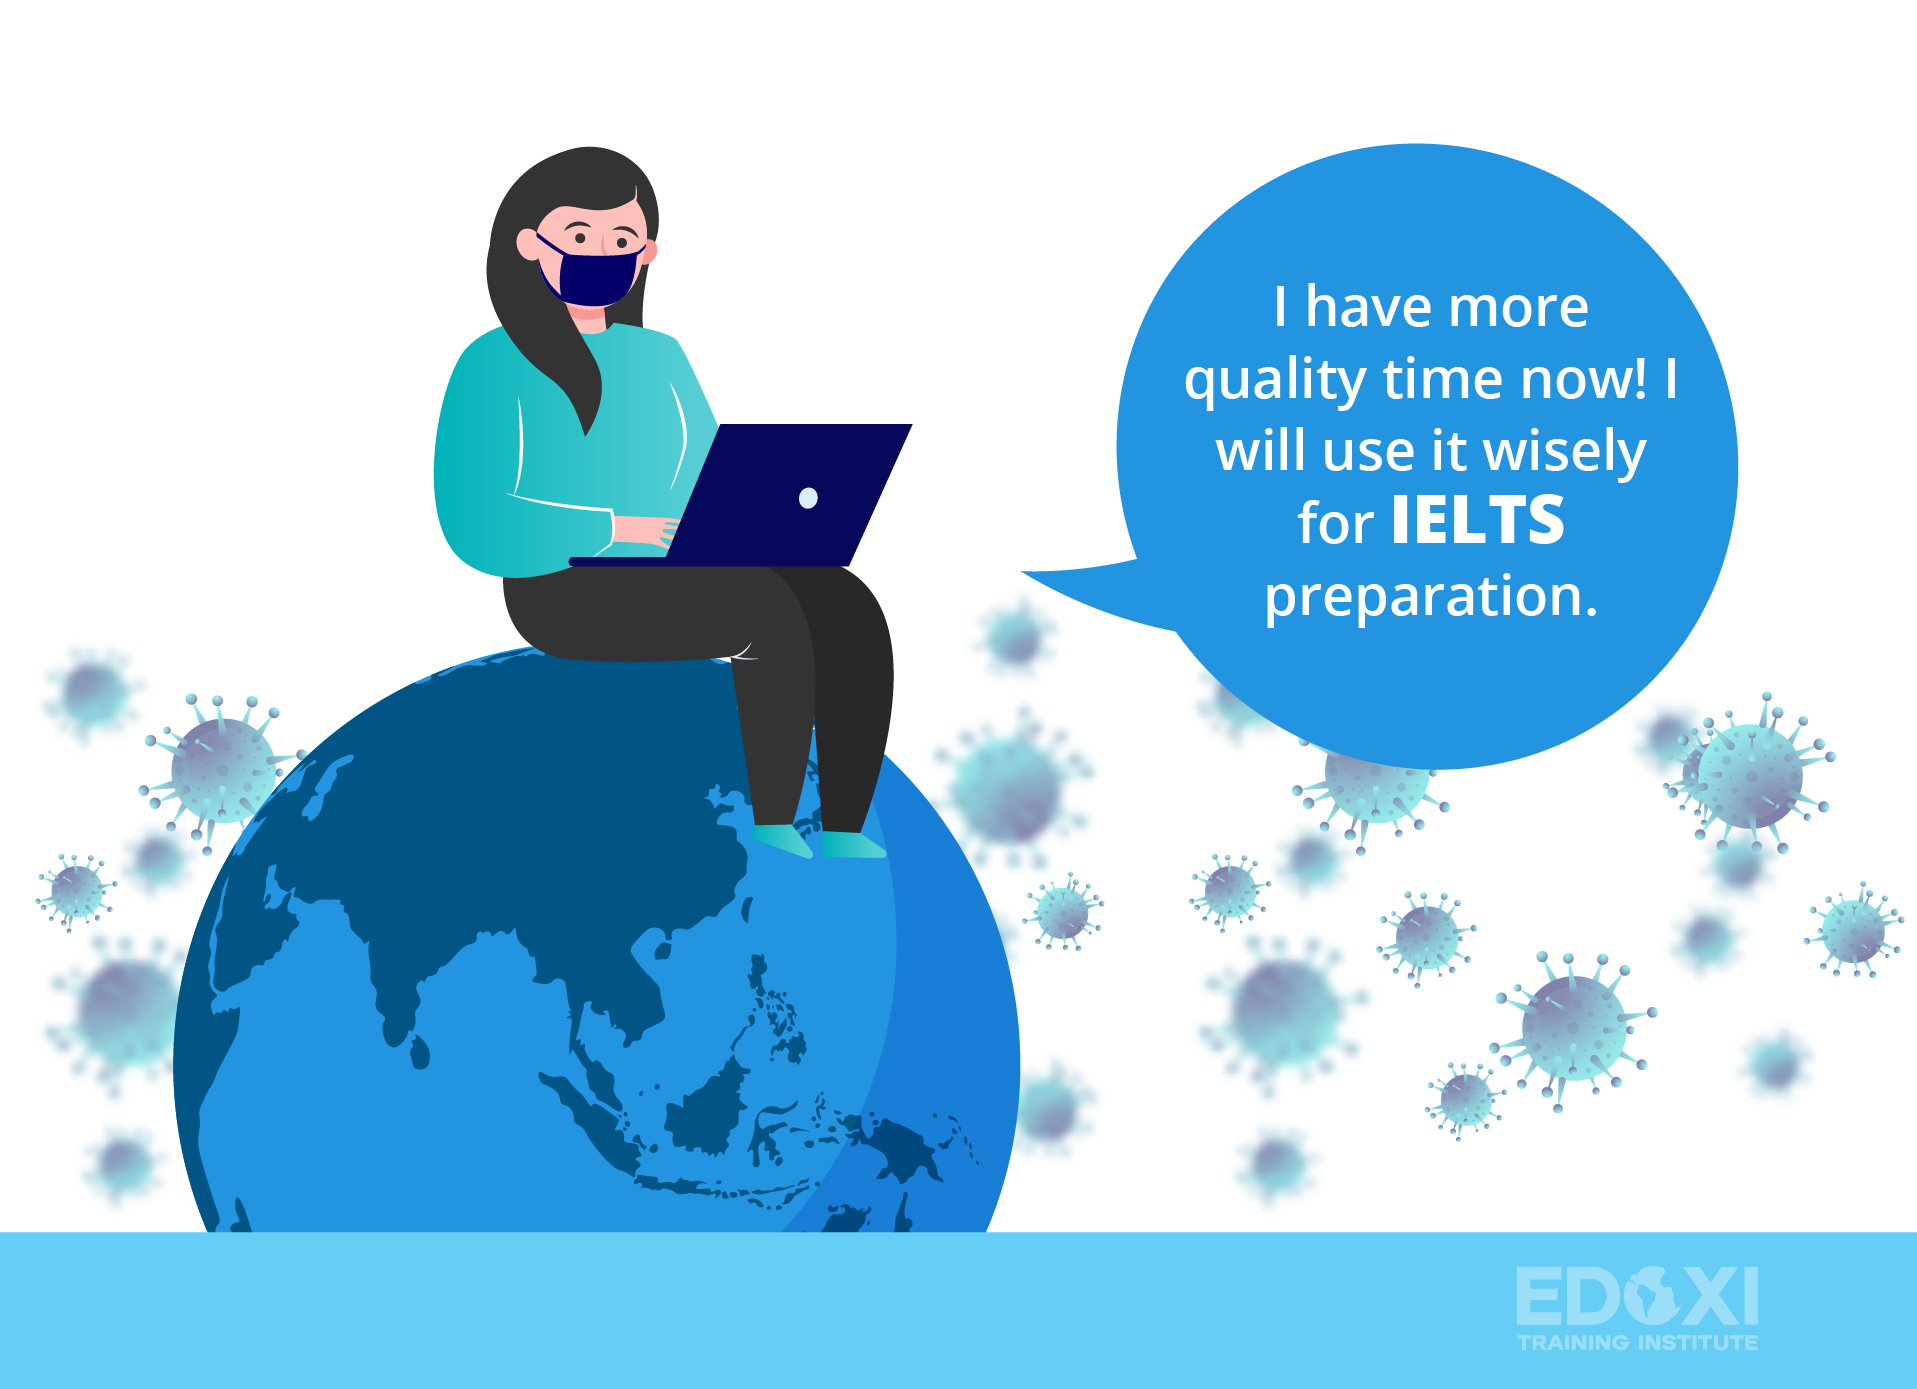 I have more
quality time now! I
will use it wisely
for IELTS
preparation.
EDOXI
TRAINING INSTITUTE